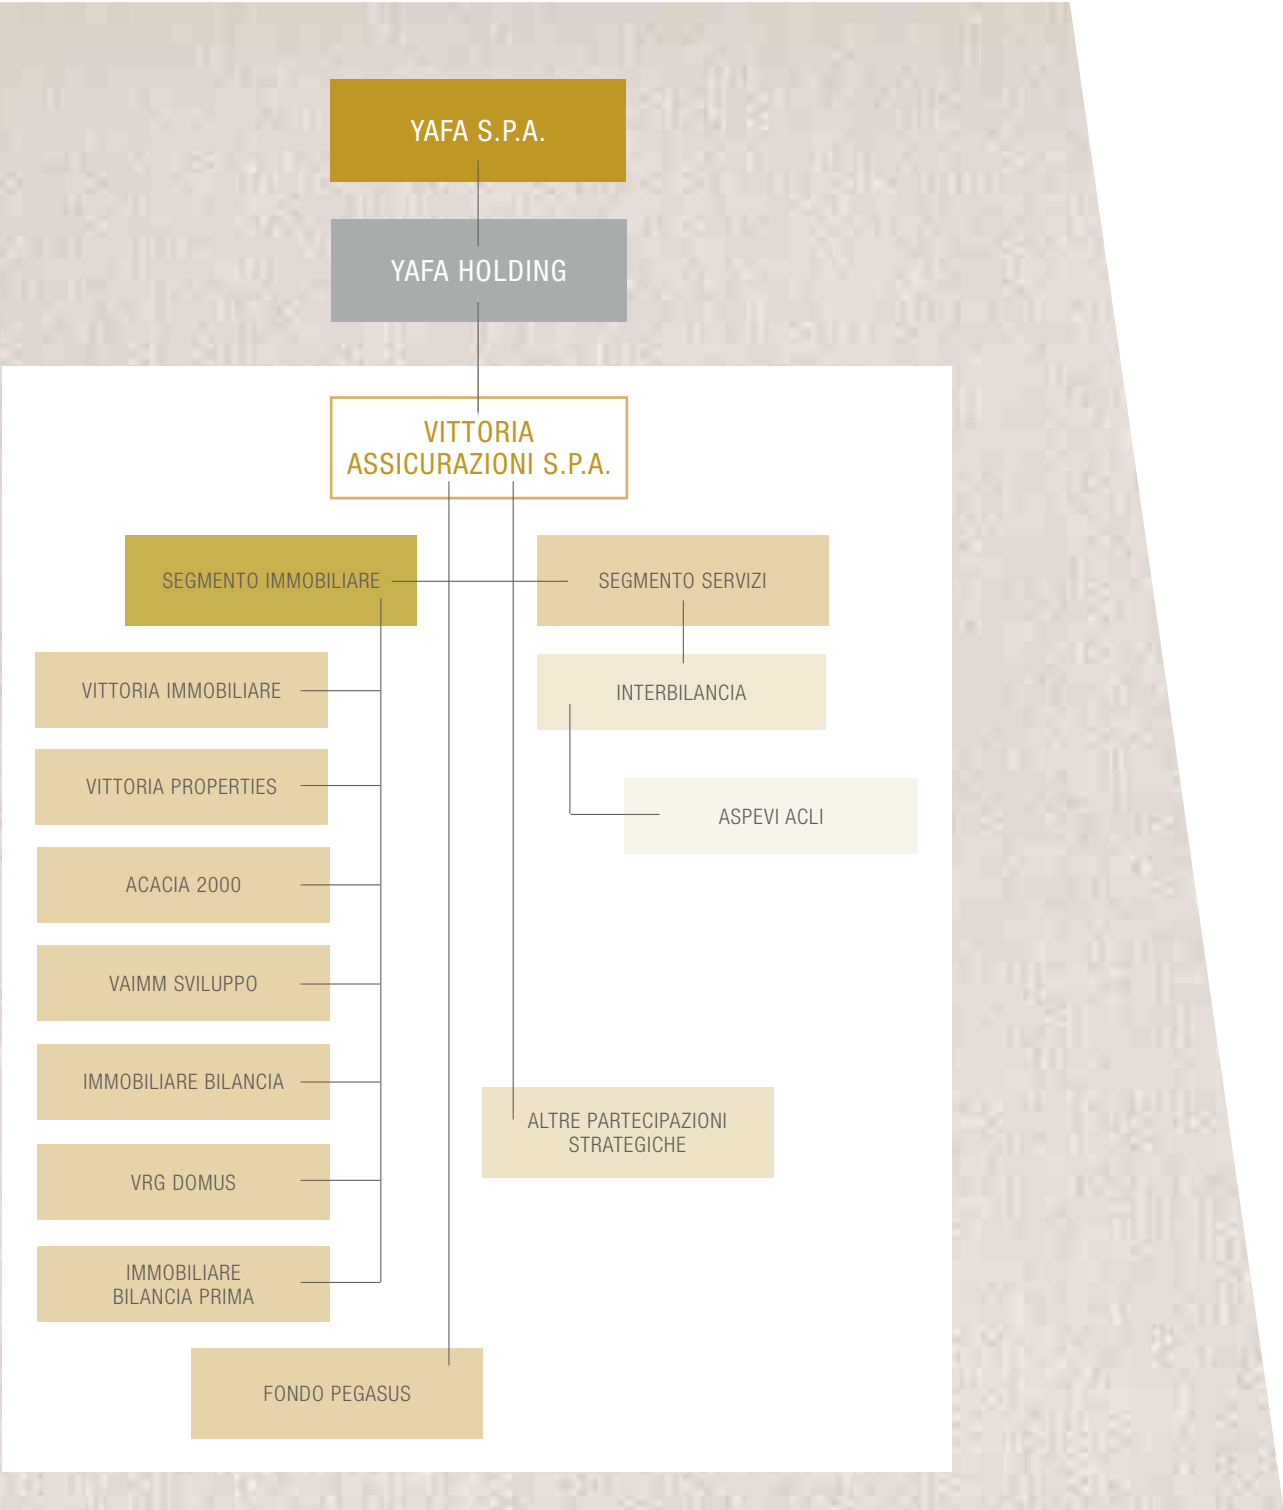 YAFA S.P.A.
YAFA HOLDING
VITTORIA
ASSICURAZIONI S.P.A.
SEGMENTO IMMOBILIARE
SEGMENTO SERVIZI
VITTORIA IMMOBILIARE
INTERBILANCIA
VITTORIA PROPERTIES
ASPEVI ACLI
ACACIA 2000
VAIMM SVILUPPO
IMMOBILIARE BILANCIA
ALTRE PARTECIPAZIONI
STRATEGICHE
VRG DOMUS
IMMOBILIARE
BILANCIA PRIMA
FONDO PEGASUS